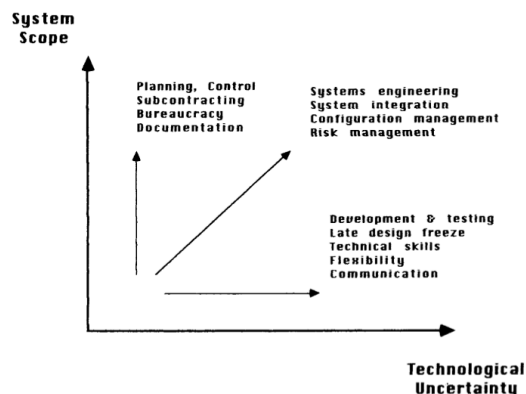 System
Scope
Planning, Control
Subcontracting
Bureaucracy
Documentation
Systems engineering
System integration
Configuration management
Risk management
Development & testing
Late design freeze
Technical skills
Flexibility
Communication
Technological
Uncertainty